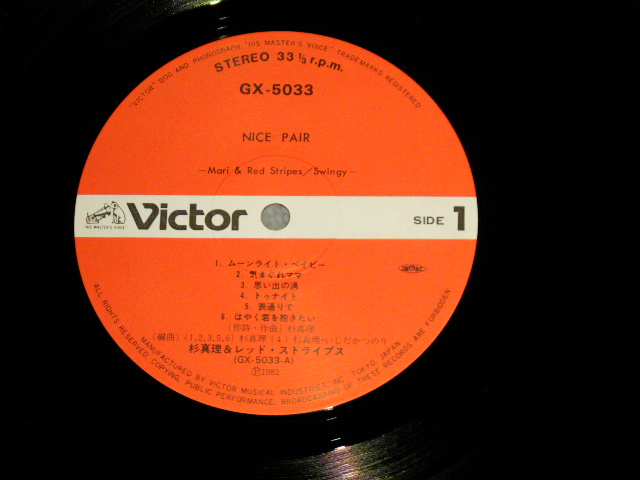 "VICTOR" DOG AND PHONOGRAPH "HIS MASTER'S VOICE" TRADEMARKS REGISTERED
STEREO 33 1/3 r.p.m.
GX-5033
NICE PAIR
～Mari & Red Stripes／Swingy～
"HIS MASTER'S VOICE"
Victor
SIDE 1
1. ムーンライト・ベイビー
2. 気まぐれママ
3. 思い出の渦
4. トゥナイト
5. 表通りで
6. はやく君を抱きたい
(作詩・作曲) 杉真理
(編曲) (1,2,3,5,6) 杉真理 (4) 杉真理・いしだかつのり
杉真理&レッド・ストライプス
(GX-5033-A)
Ⓟ1982
ALL RIGHTS RESERVED. COPYING, PUBLIC PERFORMANCE, BROADCASTING OF THESE RECORDS ARE FORBIDDEN
MANUFACTURED BY VICTOR MUSICAL INDUSTRIES, INC. TOKYO, JAPAN